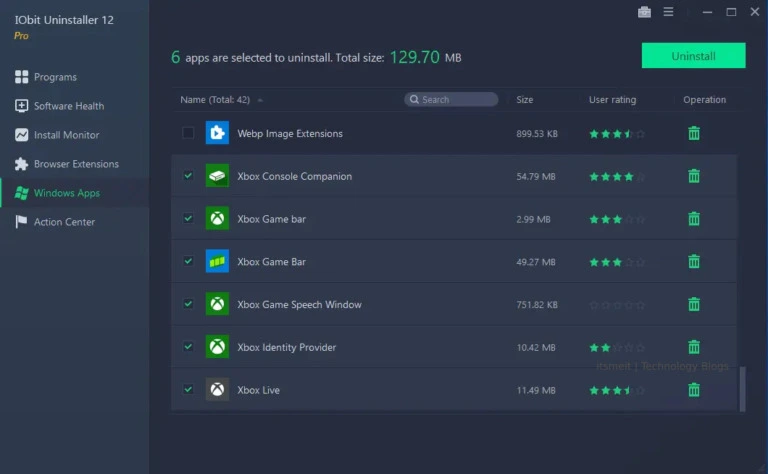 IObit Uninstaller 12
Pro
Programs
Software Health
Install Monitor
Browser Extensions
Windows Apps
Action Center
6 apps are selected to uninstall. Total size: 129.70 MB
Uninstall
Name (Total: 42) Search Size User rating Operation
Webp Image Extensions 899.53 KB
Xbox Console Companion 54.79 MB
Xbox Game bar 2.99 MB
Xbox Game Bar 49.27 MB
Xbox Game Speech Window 751.82 KB
Xbox Identity Provider 10.42 MB
itsmeit | Technology Blogs
Xbox Live 11.49 MB